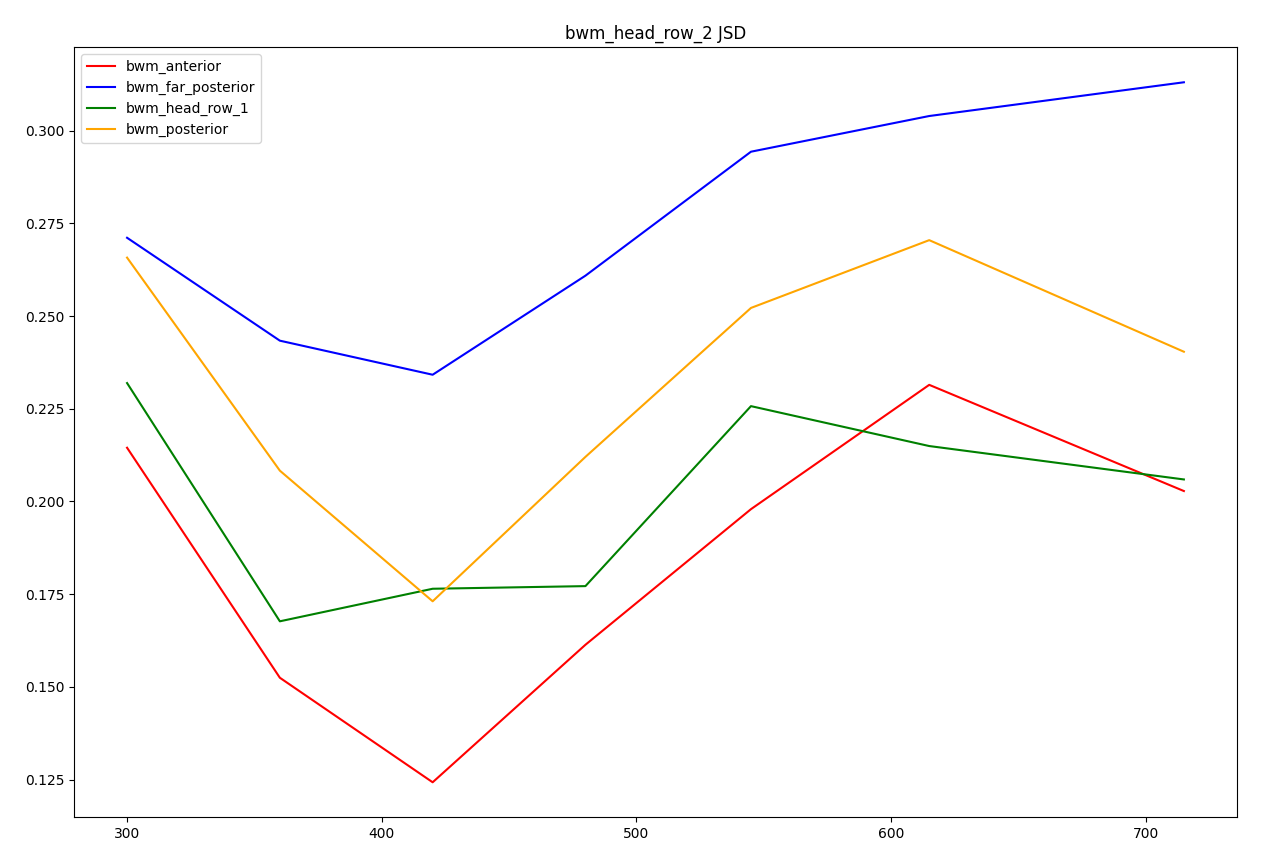 bwm_head_row_2 JSD
bwm_anterior
bwm_far_posterior
bwm_head_row_1
bwm_posterior
0.300
0.275
0.250
0.225
0.200
0.175
0.150
0.125
300 400 500 600 700